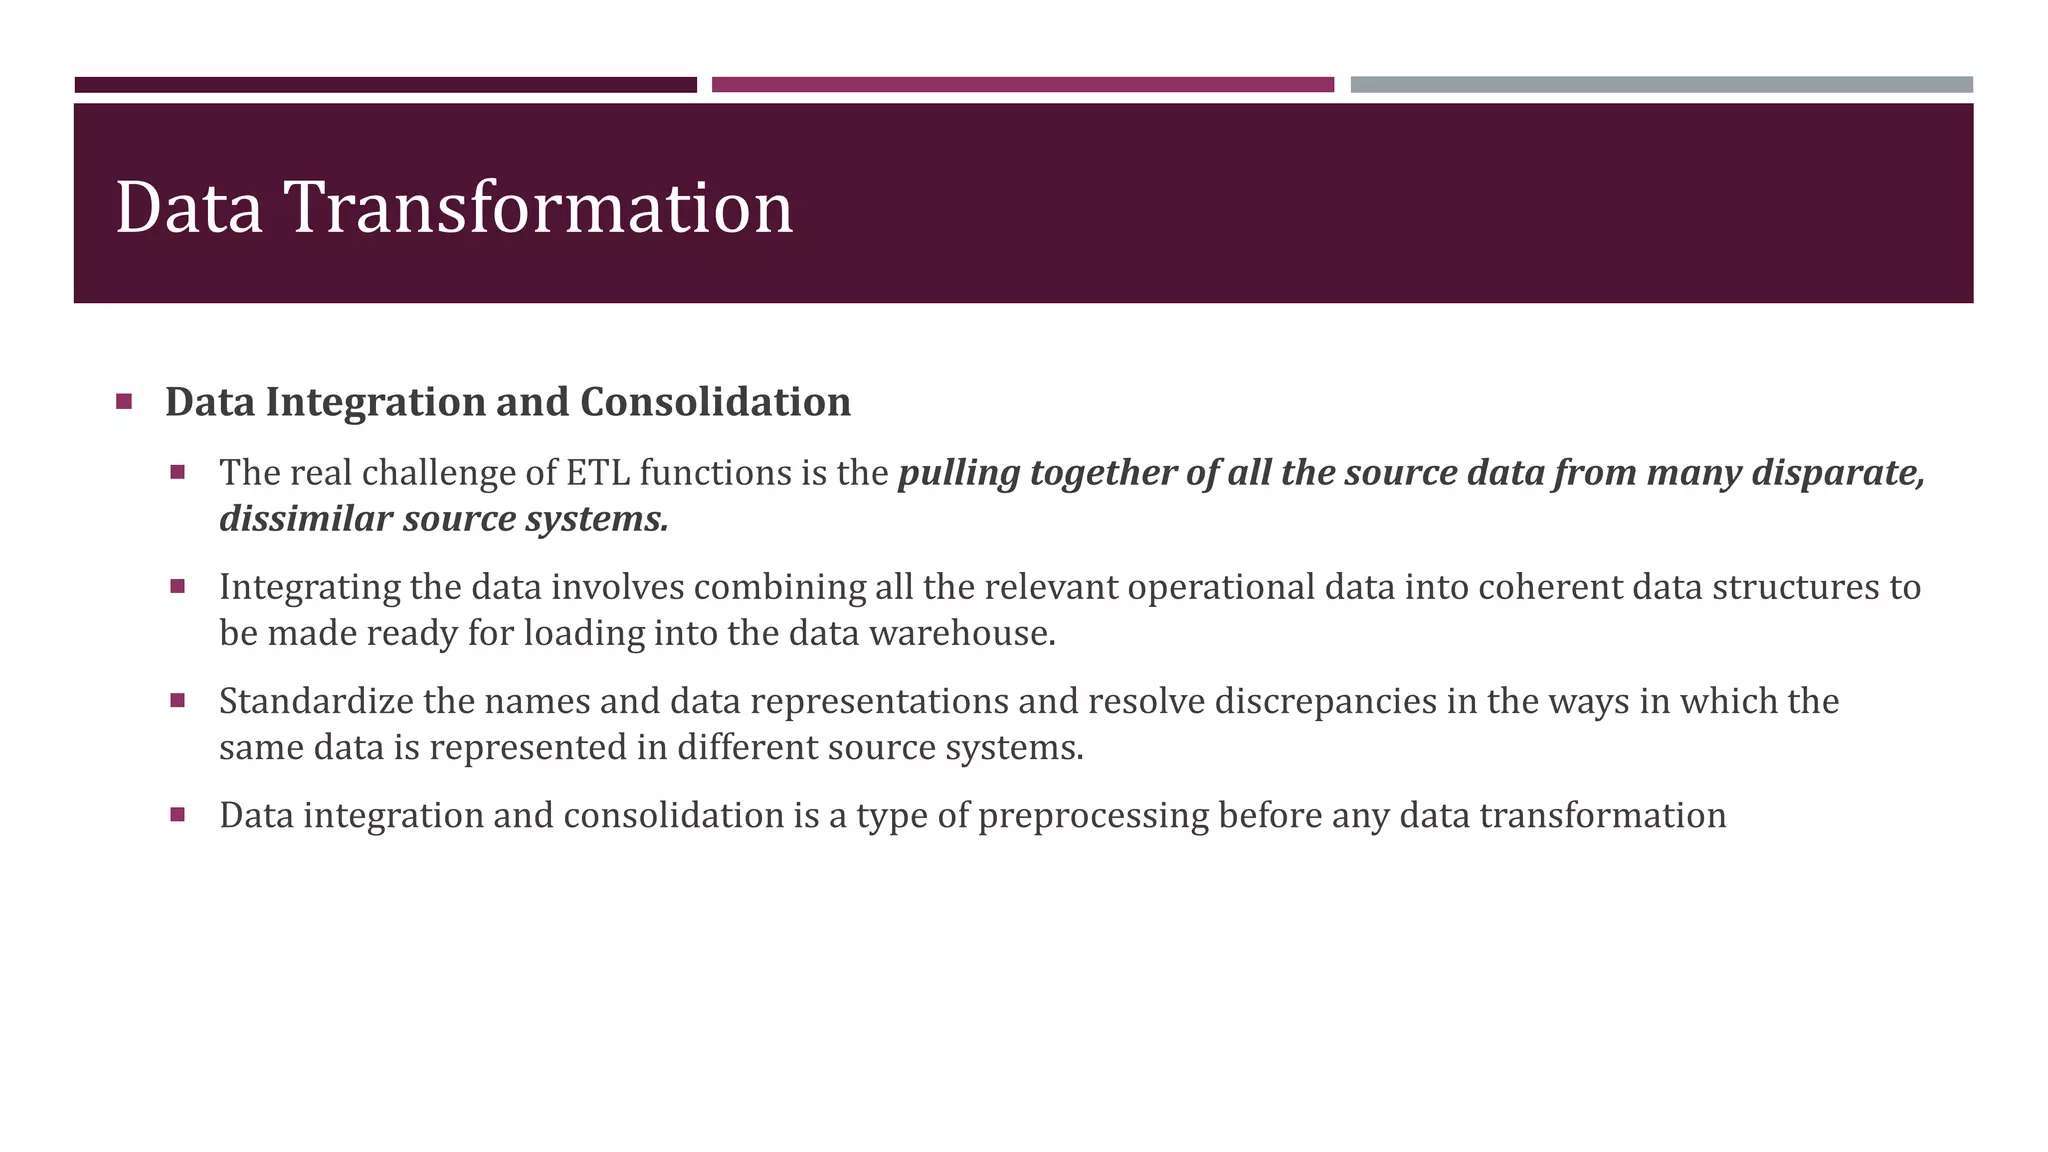 Data Transformation
Data Integration and Consolidation
The real challenge of ETL functions is the pulling together of all the source data from many disparate,
dissimilar source systems.
Integrating the data involves combining all the relevant operational data into coherent data structures to
be made ready for loading into the data warehouse.
Standardize the names and data representations and resolve discrepancies in the ways in which the
same data is represented in different source systems.
Data integration and consolidation is a type of preprocessing before any data transformation